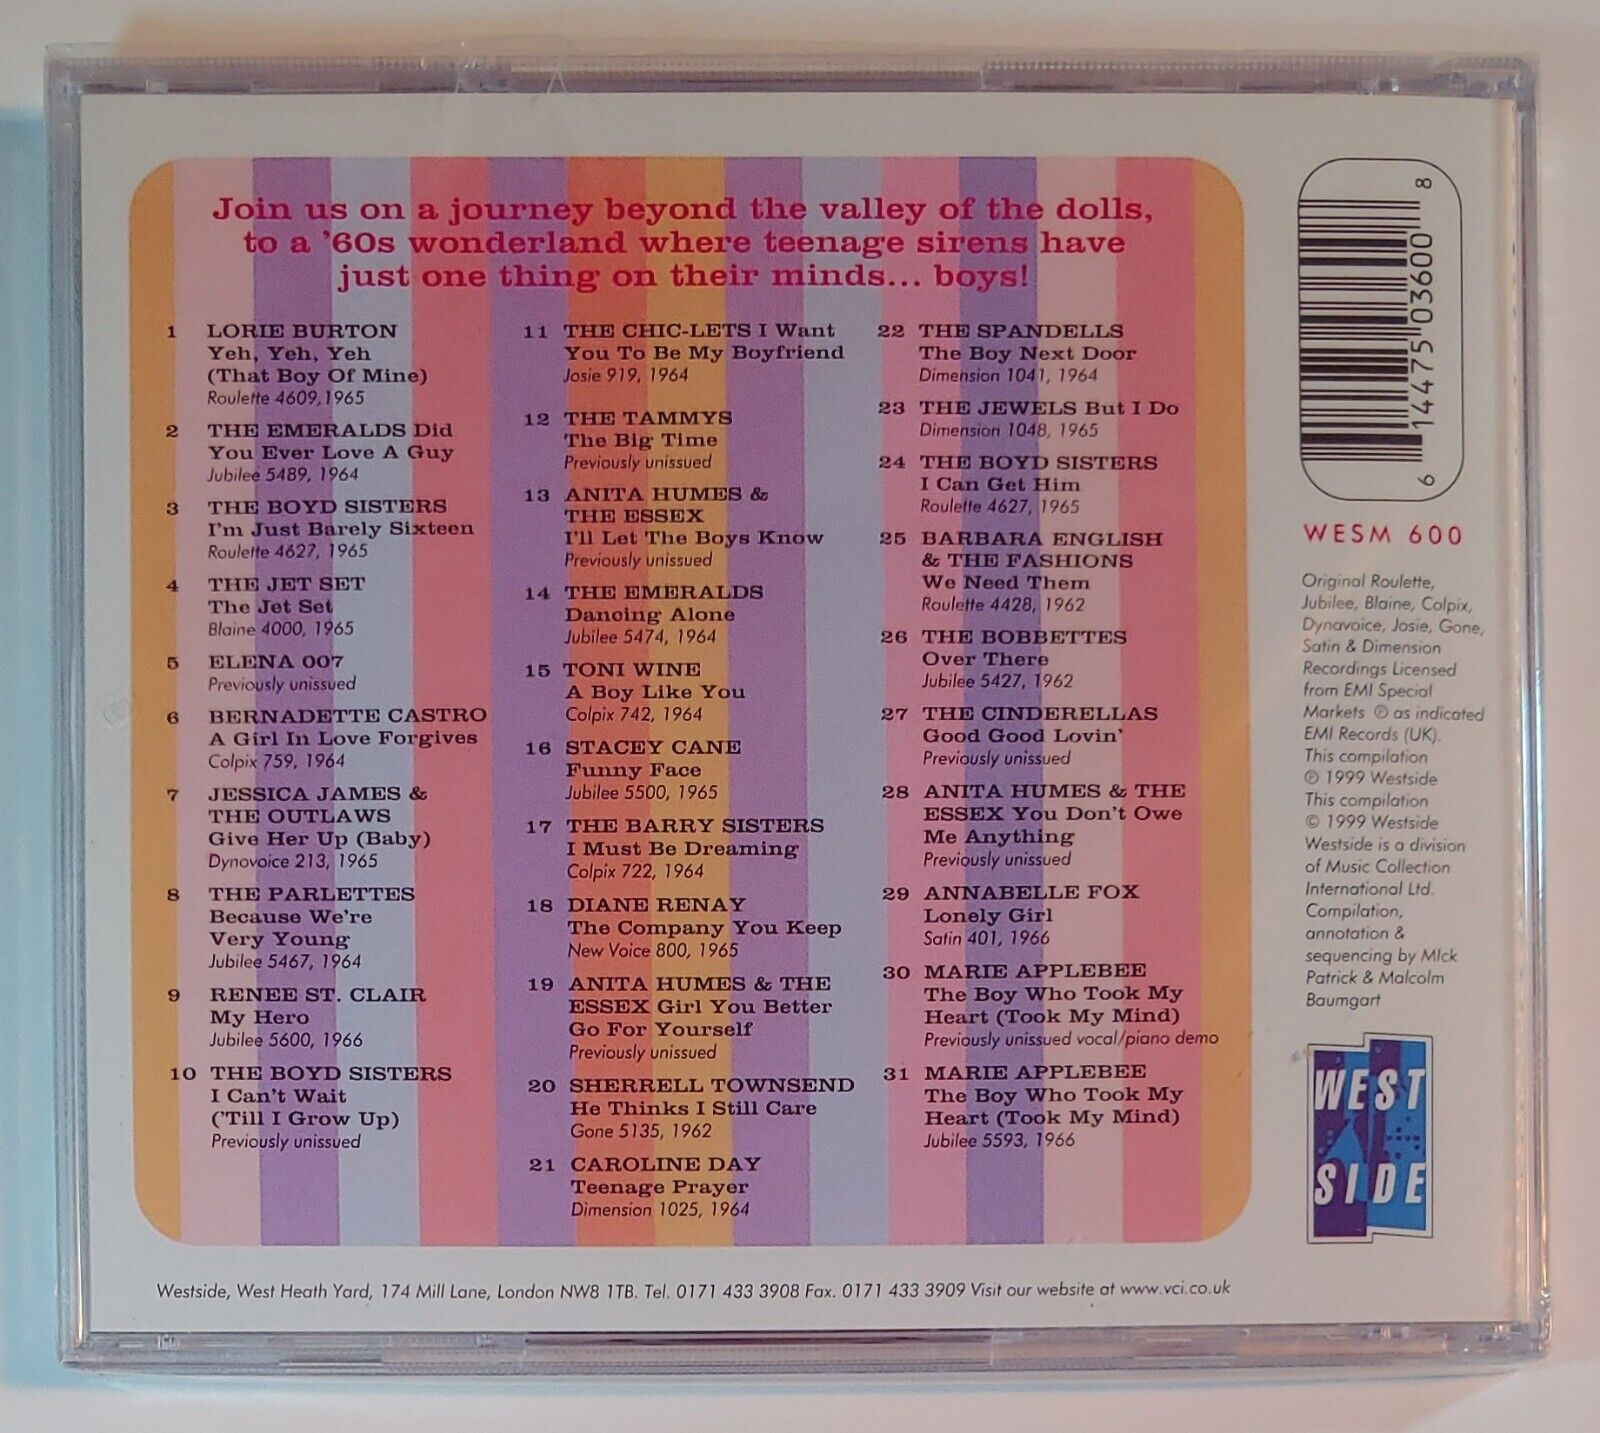 Join us on a journey beyond the valley of the dolls,
to a '60s wonderland where teenage sirens have
just one thing on their minds... boys!
1 LORIE BURTON
Yeh, Yeh, Yeh
(That Boy Of Mine)
Roulette 4609,1965
2 THE EMERALDS Did
You Ever Love A Guy
Jubilee 5489, 1964
3 THE BOYD SISTERS
I'm Just Barely Sixteen
Roulette 4627, 1965
4 THE JET SET
The Jet Set
Blaine 4000, 1965
5 ELENA 007
Previously unissued
6 BERNADETTE CASTRO
A Girl In Love Forgives
Colpix 759, 1964
7 JESSICA JAMES &
THE OUTLAWS
Give Her Up (Baby)
Dynovoice 213, 1965
8 THE PARLETTES
Because We're
Very Young
Jubilee 5467, 1964
9 RENEE ST. CLAIR
My Hero
Jubilee 5600, 1966
10 THE BOYD SISTERS
I Can't Wait
('Till I Grow Up)
Previously unissued
11 THE CHIC-LETS I Want
You To Be My Boyfriend
Josie 919, 1964
12 THE TAMMYS
The Big Time
Previously unissued
13 ANITA HUMES &
THE ESSEX
I'll Let The Boys Know
Previously unissued
14 THE EMERALDS
Dancing Alone
Jubilee 5474, 1964
15 TONI WINE
A Boy Like You
Colpix 742, 1964
16 STACEY CANE
Funny Face
Jubilee 5500, 1965
17 THE BARRY SISTERS
I Must Be Dreaming
Colpix 722, 1964
18 DIANE RENAY
The Company You Keep
New Voice 800, 1965
19 ANITA HUMES & THE
ESSEX Girl You Better
Go For Yourself
Previously unissued
20 SHERRELL TOWNSEND
He Thinks I Still Care
Gone 5135, 1962
21 CAROLINE DAY
Teenage Prayer
Dimension 1025, 1964
22 THE SPANDELLS
The Boy Next Door
Dimension 1041, 1964
23 THE JEWELS But I Do
Dimension 1048, 1965
24 THE BOYD SISTERS
I Can Get Him
Roulette 4627, 1965
25 BARBARA ENGLISH
& THE FASHIONS
We Need Them
Roulette 4428, 1962
26 THE BOBBETTES
Over There
Jubilee 5427, 1962
27 THE CINDERELLAS
Good Good Lovin'
Previously unissued
28 ANITA HUMES & THE
ESSEX You Don't Owe
Me Anything
Previously unissued
29 ANNABELLE FOX
Lonely Girl
Satin 401, 1966
30 MARIE APPLEBEE
The Boy Who Took My
Heart (Took My Mind)
Previously unissued vocal/piano demo
31 MARIE APPLEBEE
The Boy Who Took My
Heart (Took My Mind)
Jubilee 5593, 1966
6 14475 03600 8
WESM 600
Original Roulette,
Jubilee, Blaine, Colpix,
Dynavoice, Josie, Gone,
Satin & Dimension
Recordings Licensed
from EMI Special
Markets ℗ as indicated
EMI Records (UK).
This compilation
℗ 1999 Westside
This compilation
© 1999 Westside
Westside is a division
of Music Collection
International Ltd.
Compilation,
annotation &
sequencing by MIck
Patrick & Malcolm
Baumgart
WEST
SIDE
Westside, West Heath Yard, 174 Mill Lane, London NW8 1TB. Tel. 0171 433 3908 Fax. 0171 433 3909 Visit our website at www.vci.co.uk